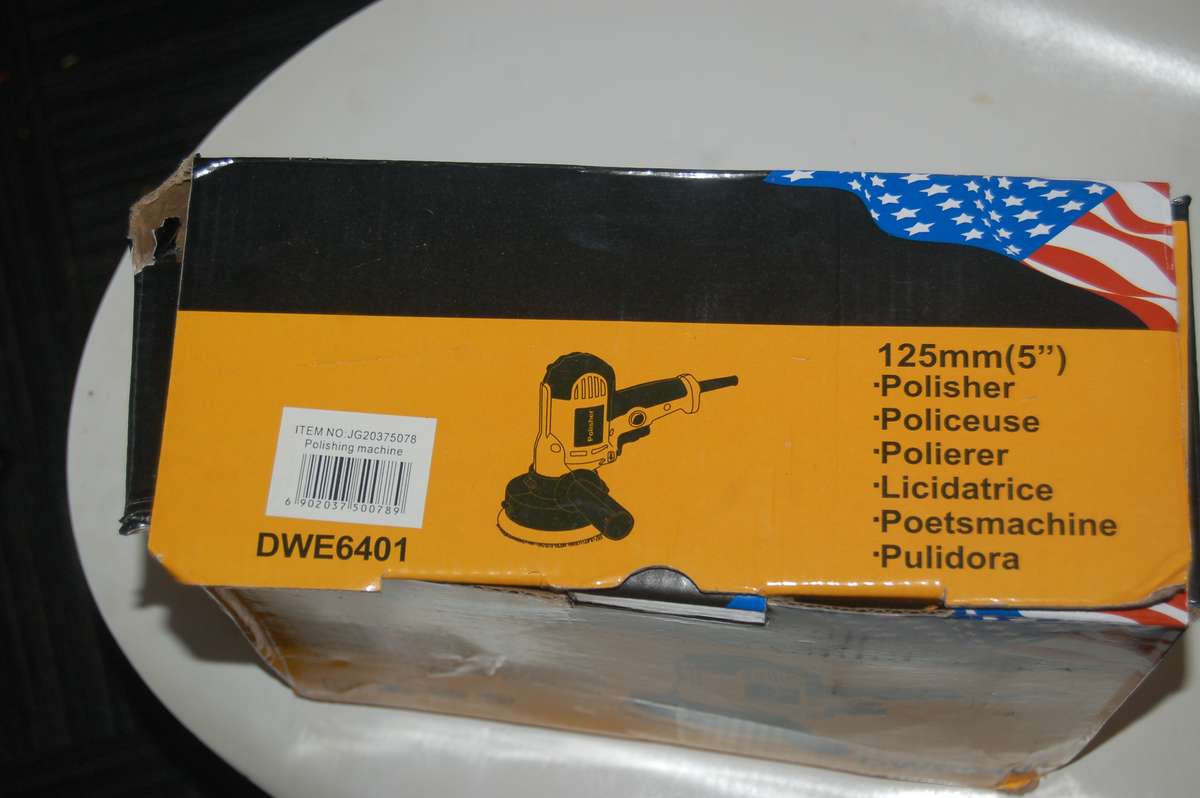 125mm(5”)
·Polisher
·Policeuse
·Polierer
·Licidatrice
·Poetsmachine
·Pulidora
Polisher
ITEM NO:JG20375078
Polishing machine
6 902037 500789
DWE6401